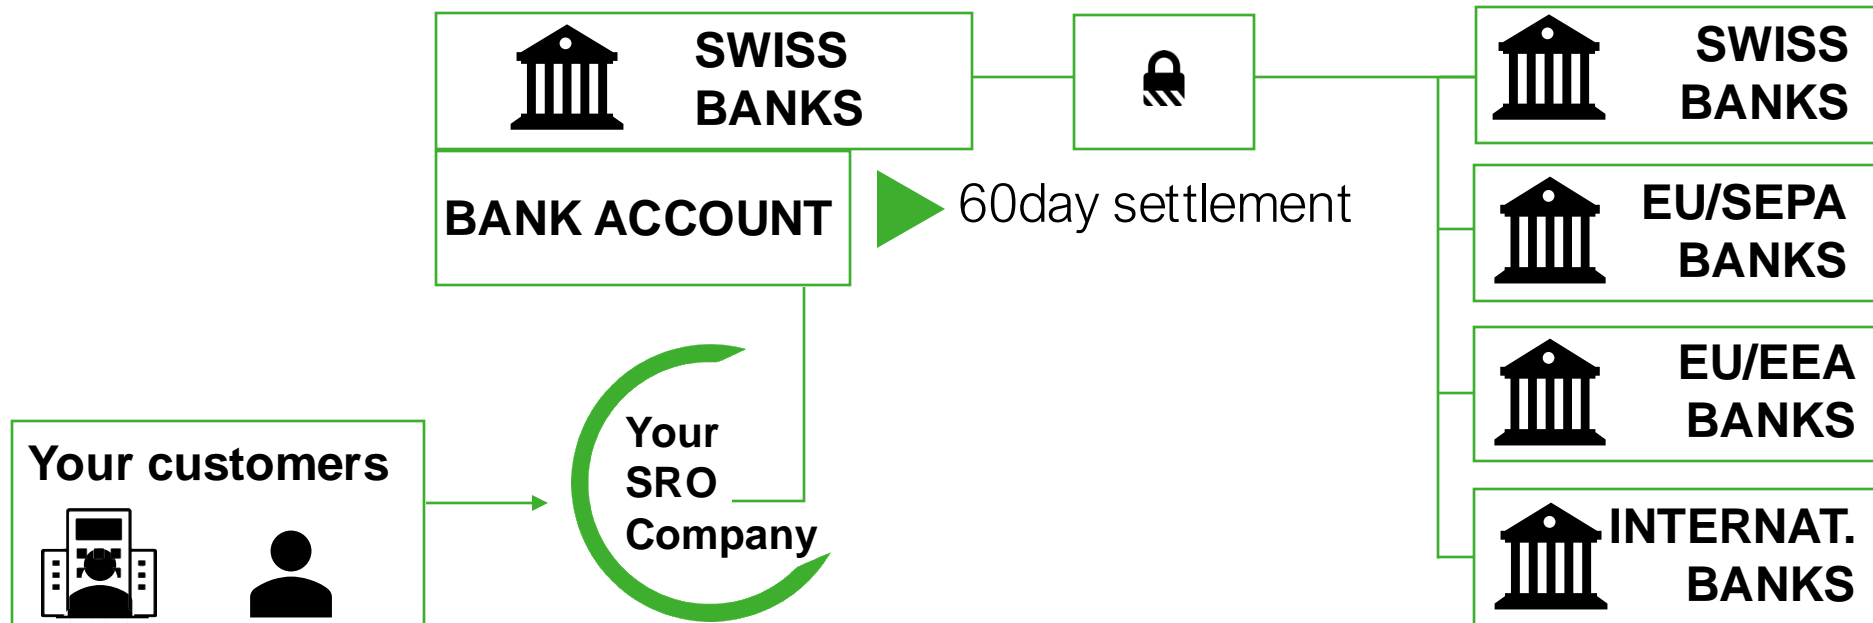 SWISS
BANKS
SWISS
BANKS
BANK ACCOUNT
60day settlement
EU/SEPA
BANKS
EU/EEA
BANKS
Your customers
Your
SRO
Company
INTERNAT.
BANKS